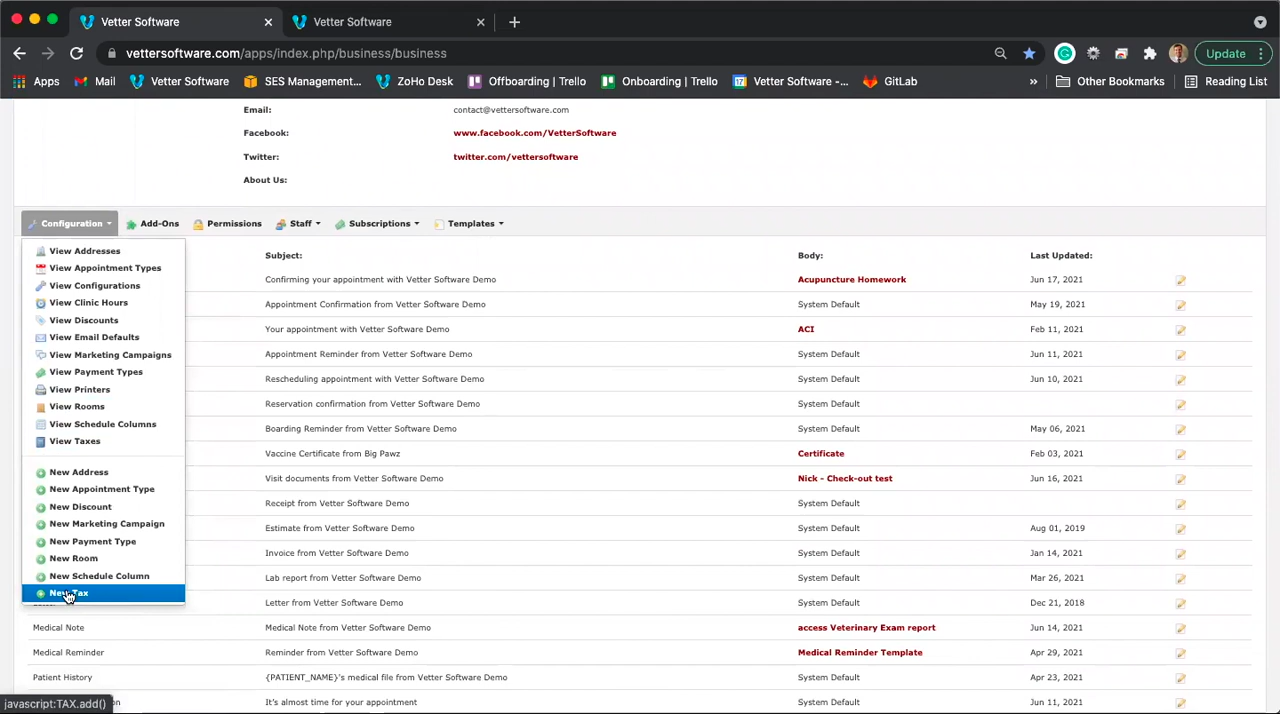 Vetter Software
Vetter Software
vettersoftware.com/apps/index.php/business/business
Update
Apps
Mail
Vetter Software
SES Management...
ZoHo Desk
Offboarding | Trello
Onboarding | Trello
Vetter Software -...
GitLab
»
Other Bookmarks
Reading List
Email: contact@vettersoftware.com
Facebook: www.facebook.com/VetterSoftware
Twitter: twitter.com/vettersoftware
About Us:
Configuration Add-Ons Permissions Staff Subscriptions Templates
View Addresses
View Appointment Types
View Configurations
View Clinic Hours
View Discounts
View Email Defaults
View Marketing Campaigns
View Payment Types
View Printers
View Rooms
View Schedule Columns
View Taxes
New Address
New Appointment Type
New Discount
New Marketing Campaign
New Payment Type
New Room
New Schedule Column
New Tax
Subject: Body: Last Updated:
Confirming your appointment with Vetter Software Demo Acupuncture Homework Jun 17, 2021
Appointment Confirmation from Vetter Software Demo System Default May 19, 2021
Your appointment with Vetter Software Demo ACI Feb 11, 2021
Appointment Reminder from Vetter Software Demo System Default Jun 11, 2021
Rescheduling appointment with Vetter Software Demo System Default Jun 10, 2021
Reservation confirmation from Vetter Software Demo System Default
Boarding Reminder from Vetter Software Demo System Default May 06, 2021
Vaccine Certificate from Big Pawz Certificate Feb 03, 2021
Visit documents from Vetter Software Demo Nick - Check-out test Jun 16, 2021
Receipt from Vetter Software Demo System Default
Estimate from Vetter Software Demo System Default Aug 01, 2019
Invoice from Vetter Software Demo System Default Jan 14, 2021
Lab report from Vetter Software Demo System Default Mar 26, 2021
Letter from Vetter Software Demo System Default Dec 21, 2018
Medical Note Medical Note from Vetter Software Demo access Veterinary Exam report Jun 14, 2021
Medical Reminder Reminder from Vetter Software Demo Medical Reminder Template Apr 29, 2021
Patient History {PATIENT_NAME}'s medical file from Vetter Software Demo System Default Apr 23, 2021
It's almost time for your appointment System Default Jun 11, 2021
javascript:TAX.add()